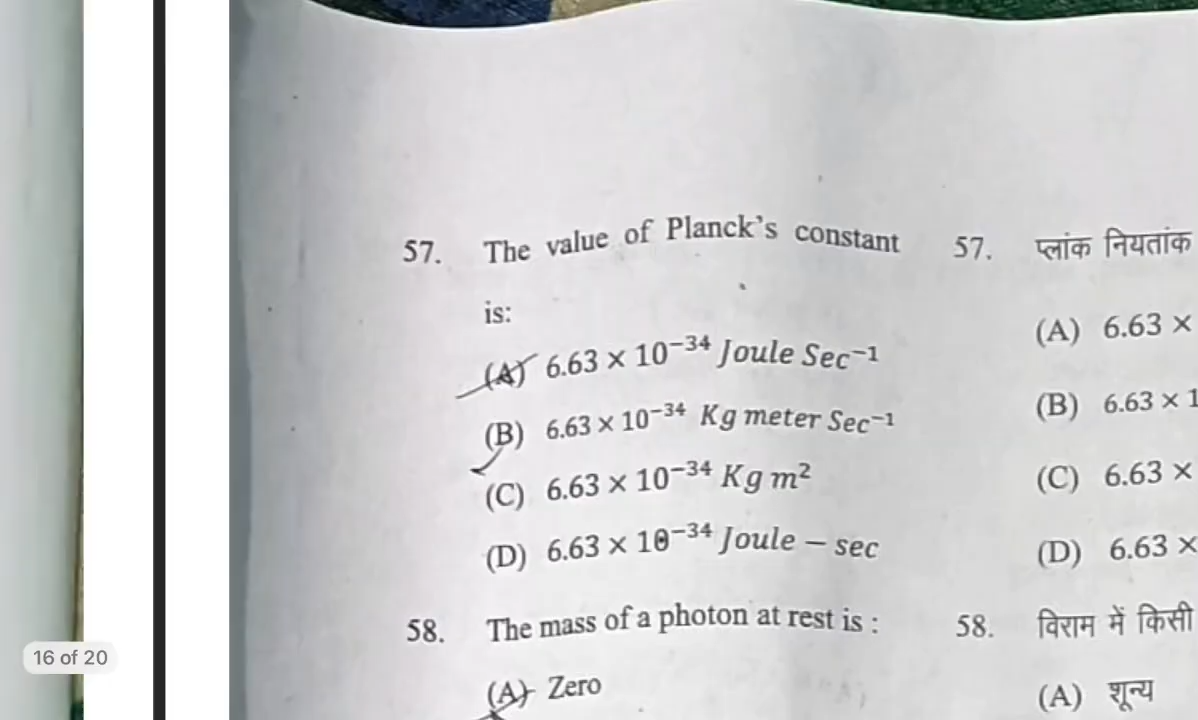 57. The value of Planck's constant
is:
(A) 6.63 × 10⁻³⁴ Joule Sec⁻¹
(B) 6.63 × 10⁻³⁴ Kg meter Sec⁻¹
(C) 6.63 × 10⁻³⁴ Kg m²
(D) 6.63 × 10⁻³⁴ Joule – sec
58. The mass of a photon at rest is :
(A) Zero
57. प्लांक नियतांक
(A) 6.63 ×
(B) 6.63 × 1
(C) 6.63 ×
(D) 6.63 ×
58. विराम में किसी
(A) शून्य
16 of 20